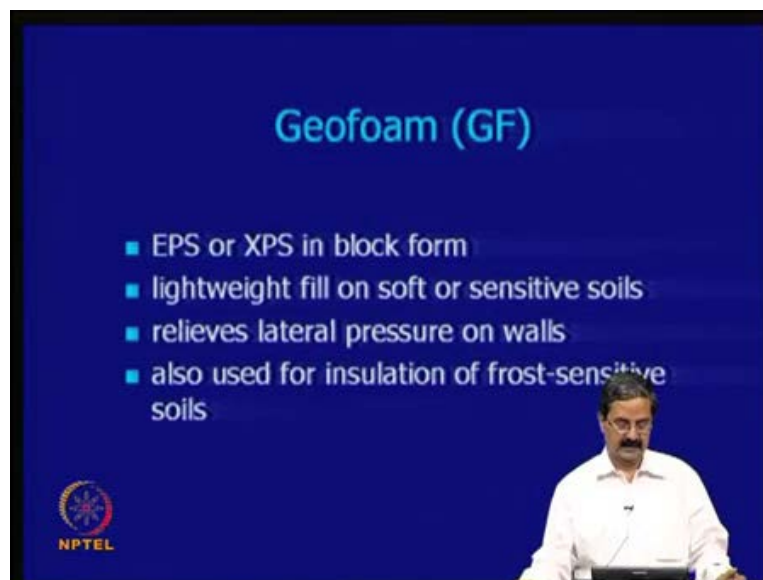 Geofoam (GF)
EPS or XPS in block form
lightweight fill on soft or sensitive soils
relieves lateral pressure on walls
also used for insulation of frost-sensitive
soils
NPTEL